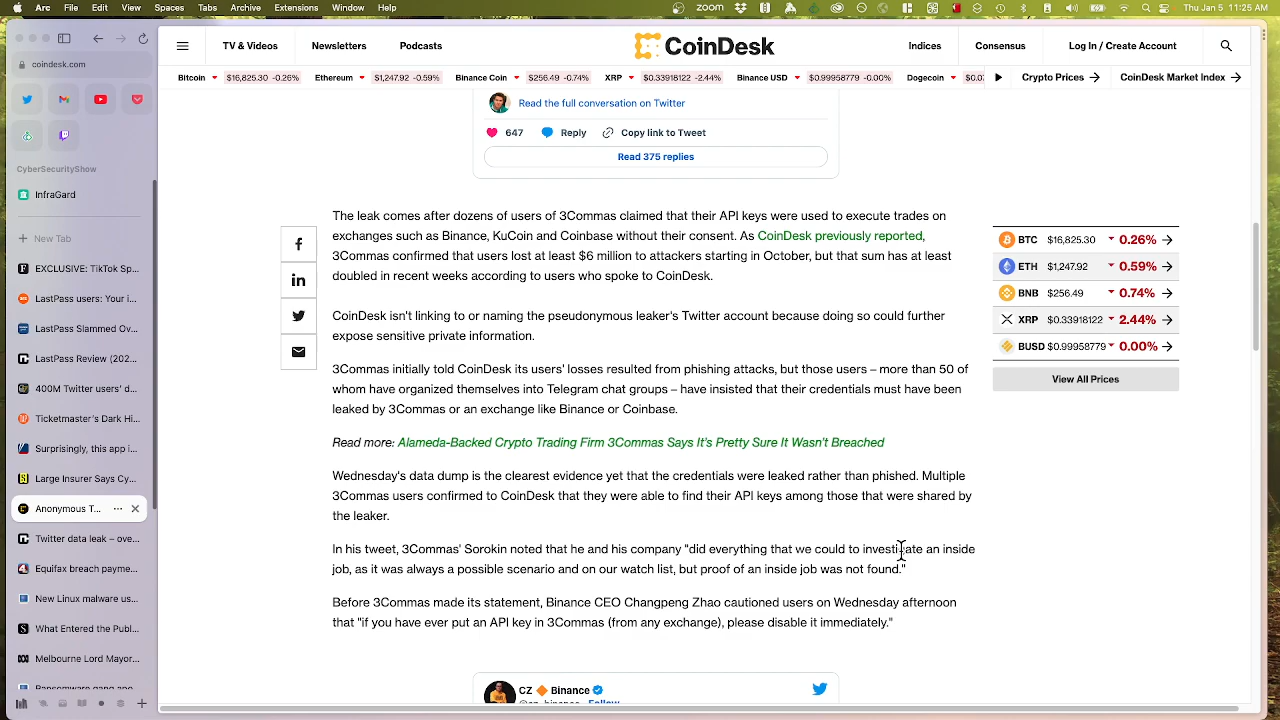 Arc File Edit View Spaces Tabs Archive Extensions Window Help Thu Jan 5 11:25 AM
coindesk.com
CyberSecurityShow
InfraGard
New Tab
EXCLUSIVE: TikTok Sp...
LastPass users: Your i...
LastPass Slammed Ov...
LastPass Review (202...
400M Twitter users' d...
Ticketmaster's Dark Hi...
Surprisingly, this app i...
Large Insurer Says Cy...
Anonymous T...
Twitter data leak – ove...
Equifax breach payme...
New Linux malware us...
What Entered the Publ...
Melbourne Lord Mayor...
Ransomware gang app...
TV & Videos Newsletters Podcasts CoinDesk Indices Consensus Log In / Create Account
Bitcoin $16,825.30 -0.26% Ethereum $1,247.92 -0.59% Binance Coin $256.49 -0.74% XRP $0.33918122 -2.44% Binance USD $0.99958779 -0.00% Dogecoin $0.0 Crypto Prices CoinDesk Market Index
Read the full conversation on Twitter
647 Reply Copy link to Tweet
Read 375 replies
The leak comes after dozens of users of 3Commas claimed that their API keys were used to execute trades on
exchanges such as Binance, KuCoin and Coinbase without their consent. As CoinDesk previously reported,
3Commas confirmed that users lost at least $6 million to attackers starting in October, but that sum has at least
doubled in recent weeks according to users who spoke to CoinDesk.
CoinDesk isn't linking to or naming the pseudonymous leaker's Twitter account because doing so could further
expose sensitive private information.
3Commas initially told CoinDesk its users' losses resulted from phishing attacks, but those users – more than 50 of
whom have organized themselves into Telegram chat groups – have insisted that their credentials must have been
leaked by 3Commas or an exchange like Binance or Coinbase.
Read more: Alameda-Backed Crypto Trading Firm 3Commas Says It's Pretty Sure It Wasn't Breached
Wednesday's data dump is the clearest evidence yet that the credentials were leaked rather than phished. Multiple
3Commas users confirmed to CoinDesk that they were able to find their API keys among those that were shared by
the leaker.
In his tweet, 3Commas' Sorokin noted that he and his company "did everything that we could to investigate an inside
job, as it was always a possible scenario and on our watch list, but proof of an inside job was not found."
Before 3Commas made its statement, Binance CEO Changpeng Zhao cautioned users on Wednesday afternoon
that "if you have ever put an API key in 3Commas (from any exchange), please disable it immediately."
CZ Binance
Follow
BTC $16,825.30 0.26%
ETH $1,247.92 0.59%
BNB $256.49 0.74%
XRP $0.33918122 2.44%
BUSD $0.99958779 0.00%
View All Prices